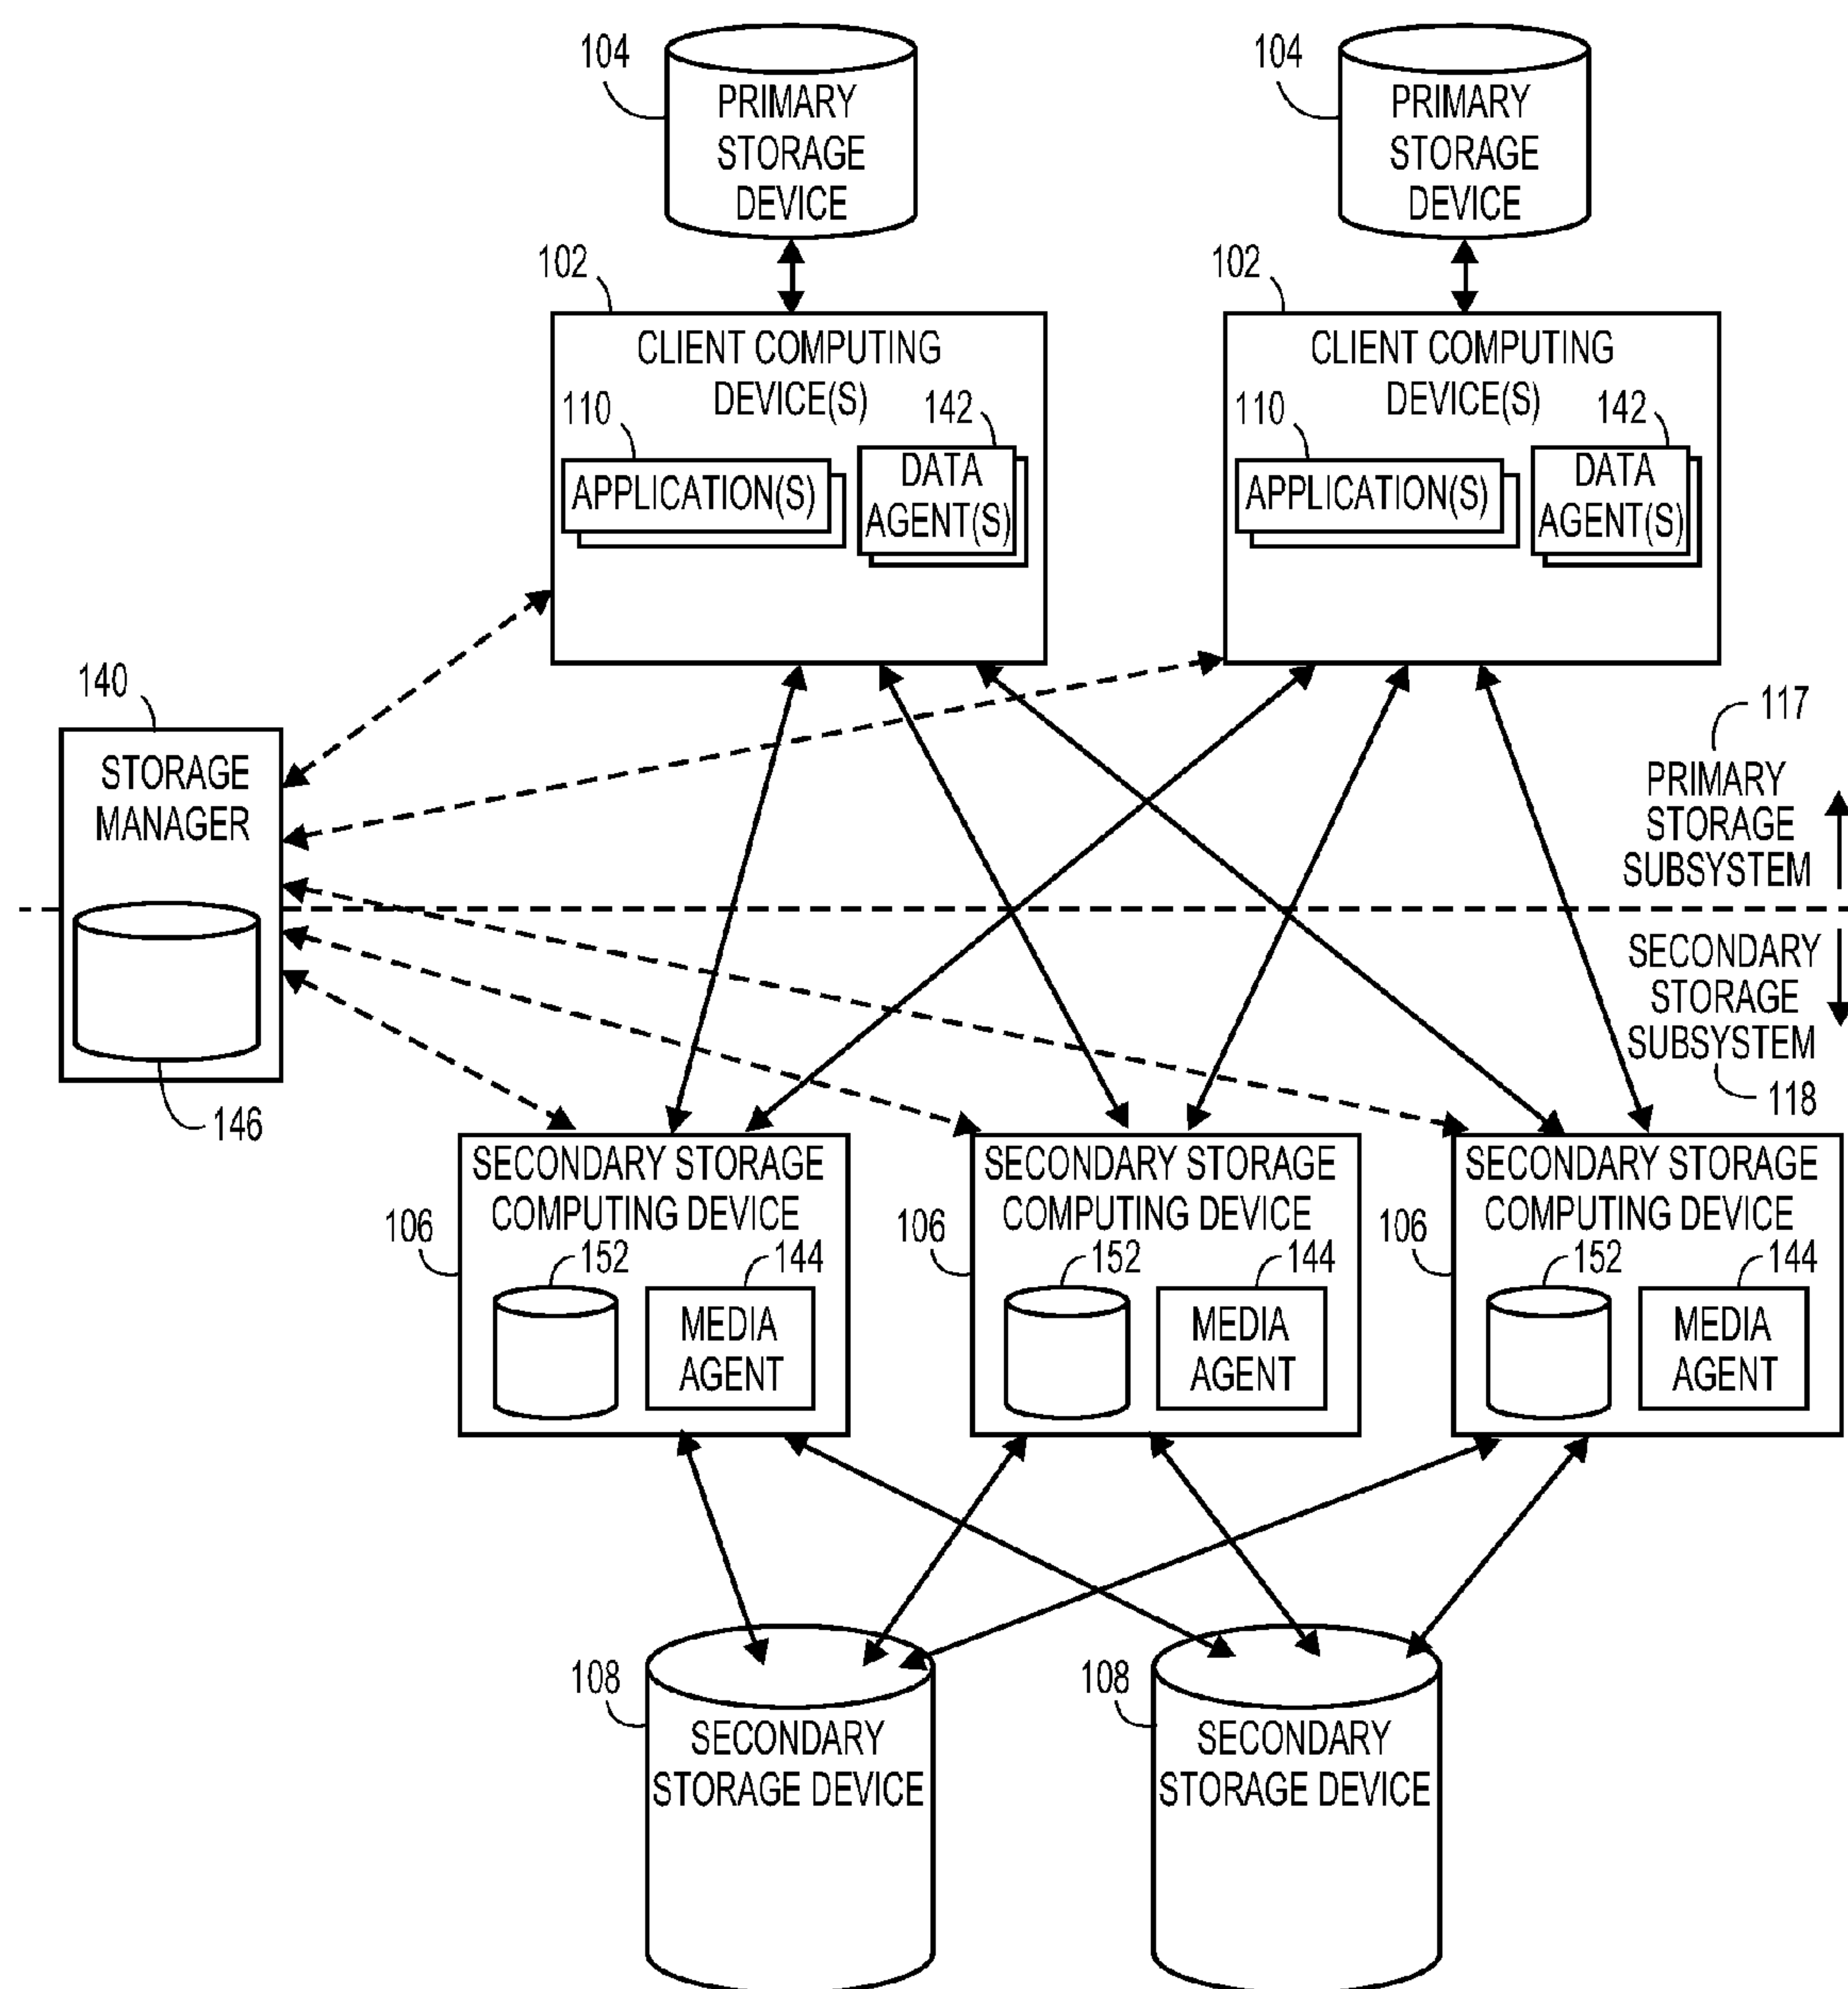 104
PRIMARY
STORAGE
DEVICE
104
PRIMARY
STORAGE
DEVICE
102
CLIENT COMPUTING
DEVICE(S)
110
APPLICATION(S)
142
DATA
AGENT(S)
102
CLIENT COMPUTING
DEVICE(S)
110
APPLICATION(S)
142
DATA
AGENT(S)
140
STORAGE
MANAGER
146
117
PRIMARY
STORAGE
SUBSYSTEM
SECONDARY
STORAGE
SUBSYSTEM
118
106
SECONDARY STORAGE
COMPUTING DEVICE
152
144
MEDIA
AGENT
106
SECONDARY STORAGE
COMPUTING DEVICE
152
144
MEDIA
AGENT
106
SECONDARY STORAGE
COMPUTING DEVICE
152
144
MEDIA
AGENT
108
SECONDARY
STORAGE DEVICE
108
SECONDARY
STORAGE DEVICE